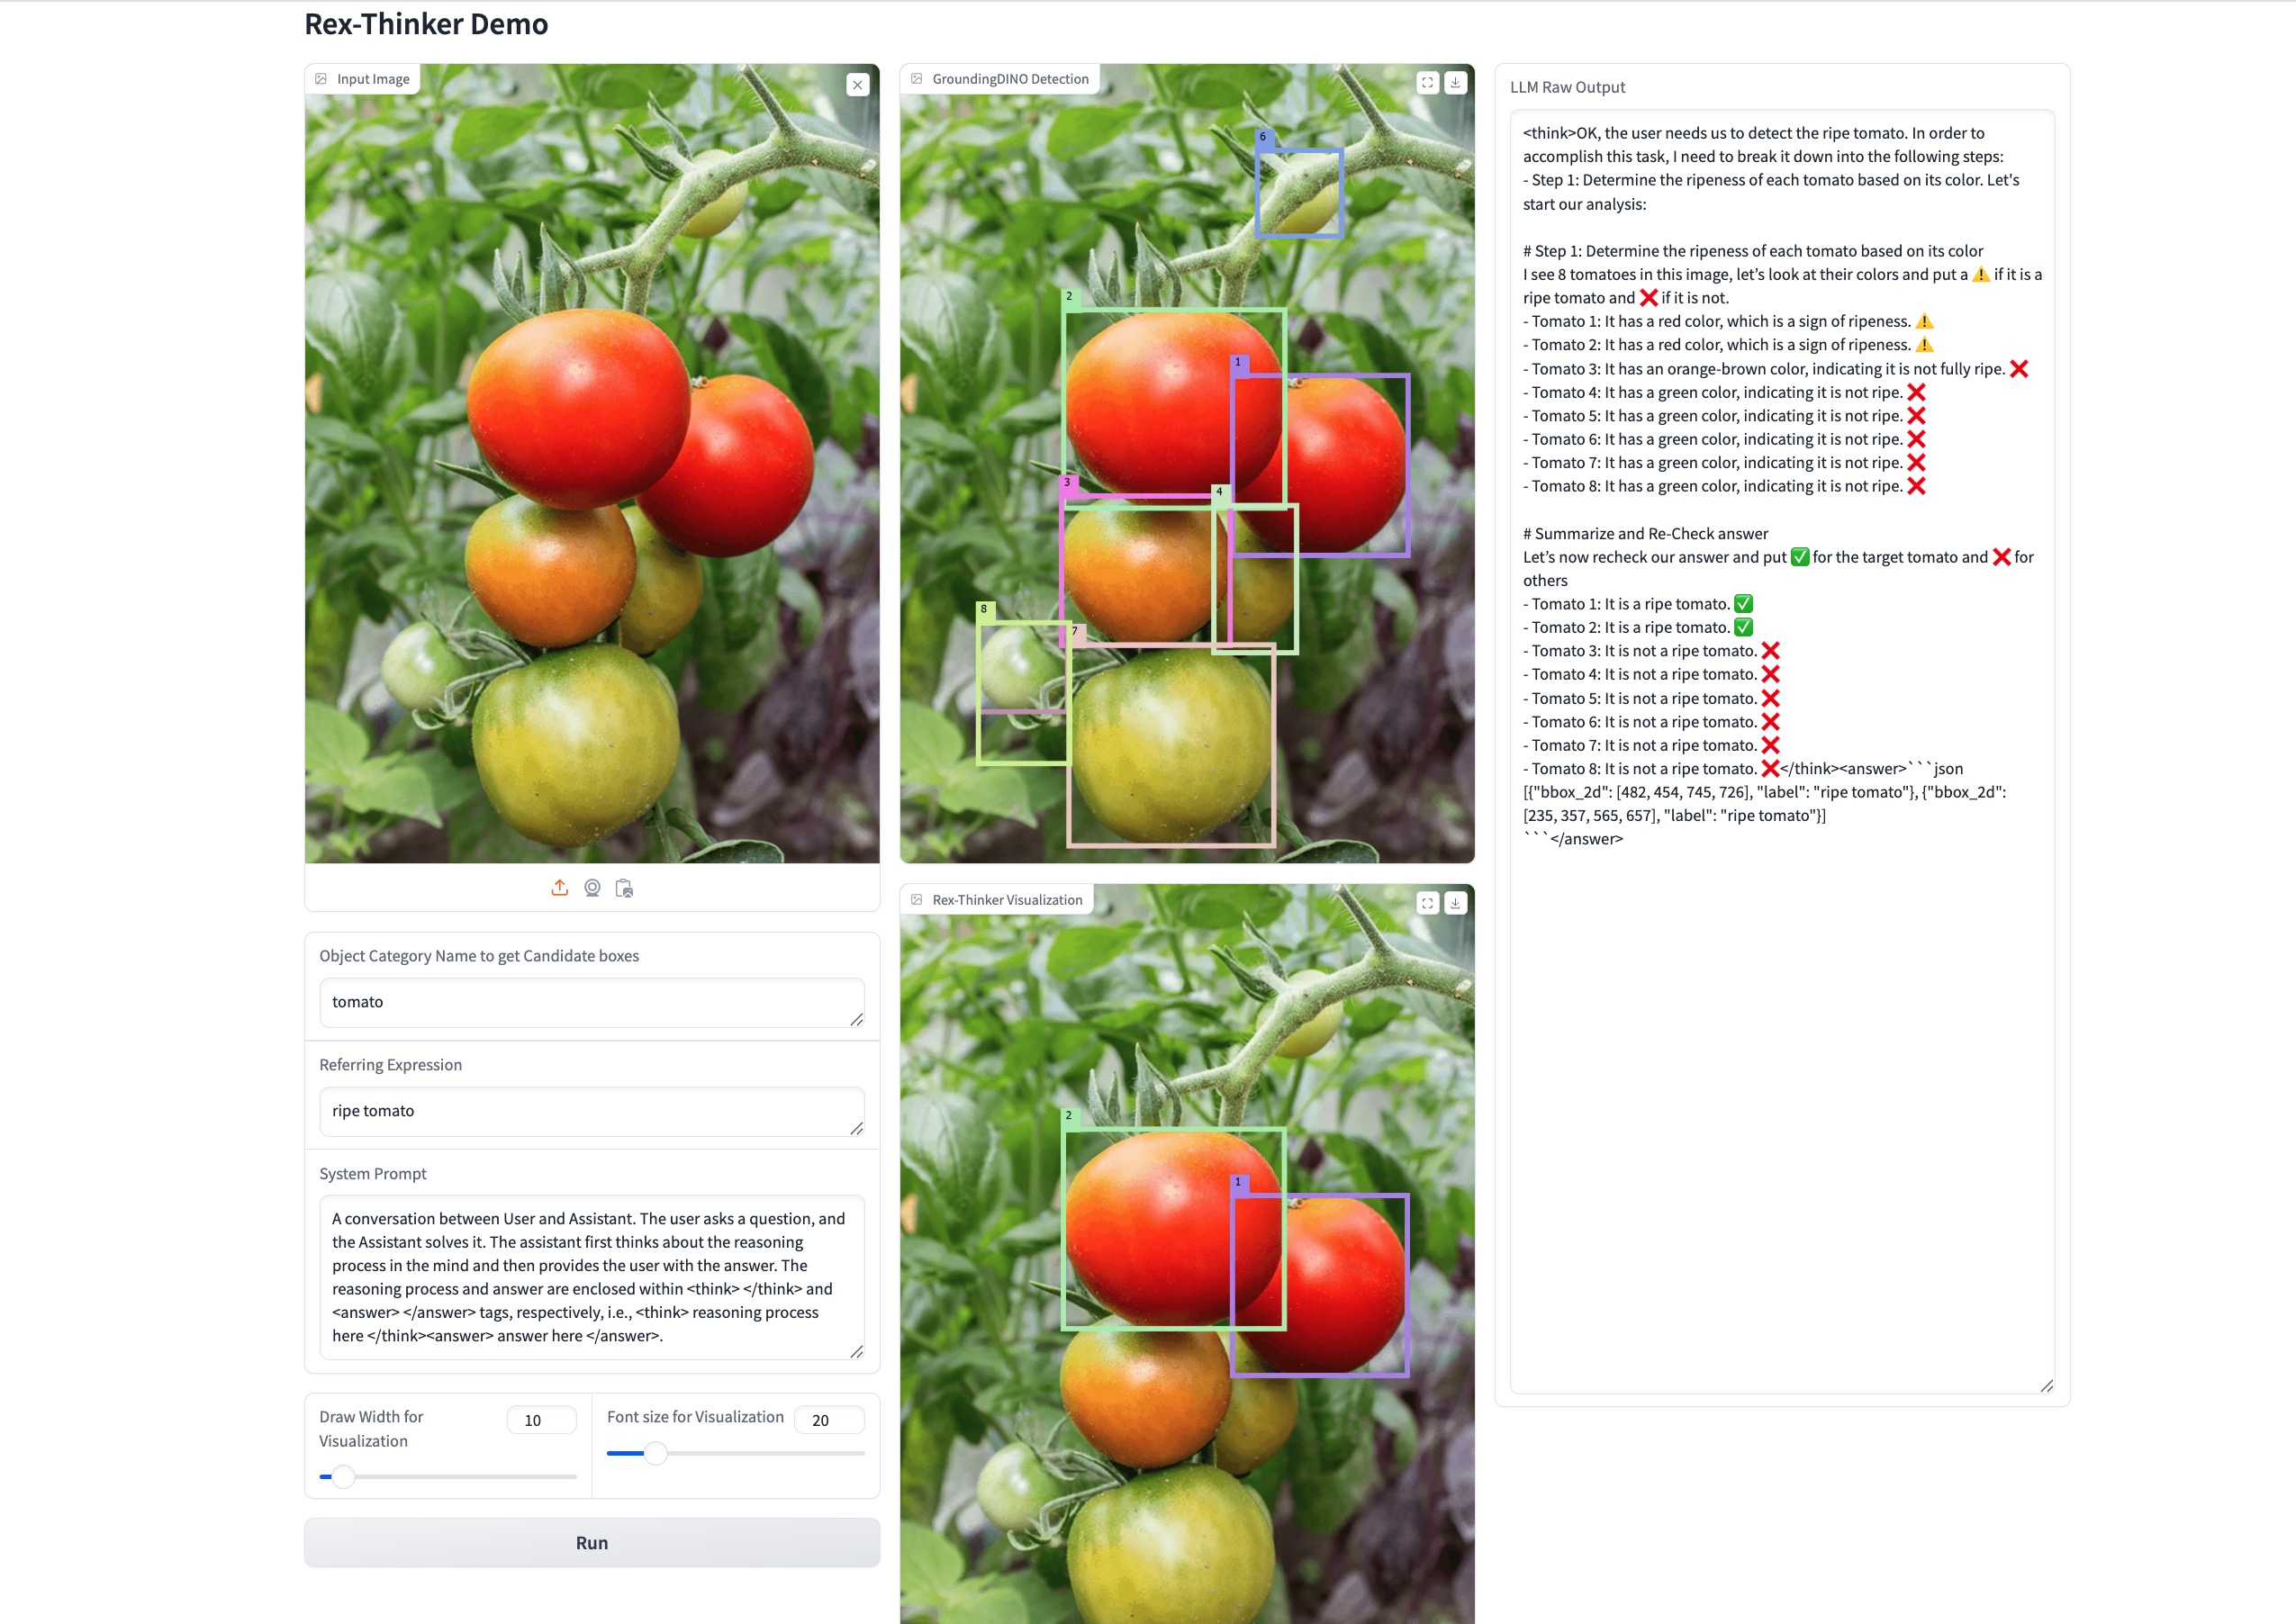 Rex-Thinker Demo
Input Image
GroundingDINO Detection
6
2
1
3
4
8
7
Object Category Name to get Candidate boxes
tomato
Referring Expression
ripe tomato
System Prompt
A conversation between User and Assistant. The user asks a question, and
the Assistant solves it. The assistant first thinks about the reasoning
process in the mind and then provides the user with the answer. The
reasoning process and answer are enclosed within <think> </think> and
<answer> </answer> tags, respectively, i.e., <think> reasoning process
here </think><answer> answer here </answer>.
Draw Width for
Visualization
10
Font size for Visualization
20
Run
Rex-Thinker Visualization
2
1
LLM Raw Output
<think>OK, the user needs us to detect the ripe tomato. In order to
accomplish this task, I need to break it down into the following steps:
- Step 1: Determine the ripeness of each tomato based on its color. Let's
start our analysis:
# Step 1: Determine the ripeness of each tomato based on its color
I see 8 tomatoes in this image, let’s look at their colors and put a ⚠️ if it is a
ripe tomato and ❌ if it is not.
- Tomato 1: It has a red color, which is a sign of ripeness. ⚠️
- Tomato 2: It has a red color, which is a sign of ripeness. ⚠️
- Tomato 3: It has an orange-brown color, indicating it is not fully ripe. ❌
- Tomato 4: It has a green color, indicating it is not ripe. ❌
- Tomato 5: It has a green color, indicating it is not ripe. ❌
- Tomato 6: It has a green color, indicating it is not ripe. ❌
- Tomato 7: It has a green color, indicating it is not ripe. ❌
- Tomato 8: It has a green color, indicating it is not ripe. ❌
# Summarize and Re-Check answer
Let’s now recheck our answer and put ✅ for the target tomato and ❌ for
others
- Tomato 1: It is a ripe tomato. ✅
- Tomato 2: It is a ripe tomato. ✅
- Tomato 3: It is not a ripe tomato. ❌
- Tomato 4: It is not a ripe tomato. ❌
- Tomato 5: It is not a ripe tomato. ❌
- Tomato 6: It is not a ripe tomato. ❌
- Tomato 7: It is not a ripe tomato. ❌
- Tomato 8: It is not a ripe tomato. ❌</think><answer>```json
[{"bbox_2d": [482, 454, 745, 726], "label": "ripe tomato"}, {"bbox_2d":
[235, 357, 565, 657], "label": "ripe tomato"}]
```</answer>